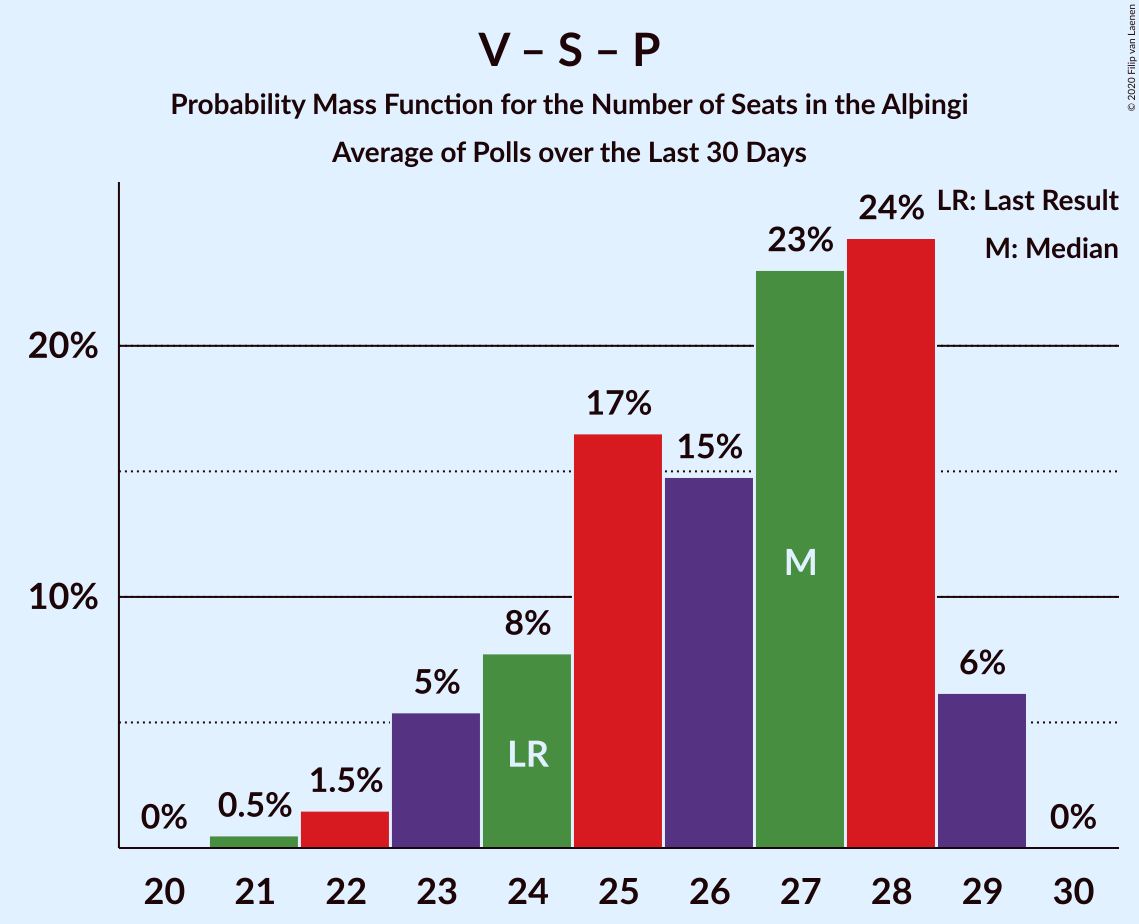 V – S – P
Probability Mass Function for the Number of Seats in the Alþingi
Average of Polls over the Last 30 Days
© 2020 Filip van Laenen
LR: Last Result
M: Median
20%
10%
0%
0.5%
1.5%
5%
8%
17%
15%
23%
24%
6%
0%
LR
M
20 21 22 23 24 25 26 27 28 29 30